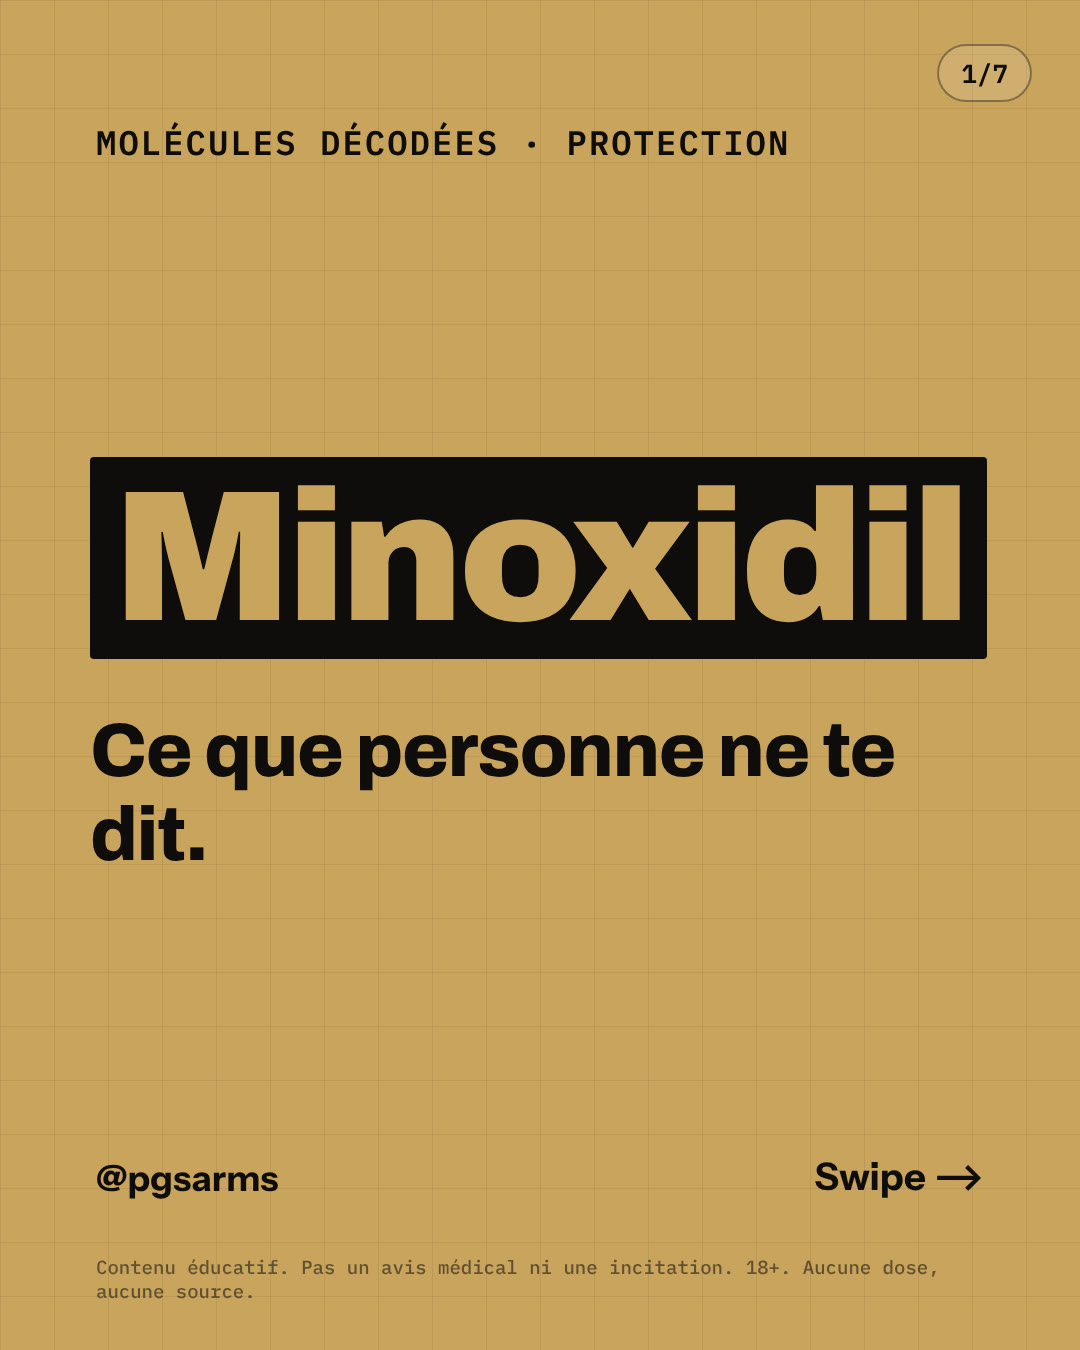 1/7
MOLÉCULES DÉCODÉES · PROTECTION
Minoxidil
Ce que personne ne te
dit.
@pgsarms
Swipe →
Contenu éducatif. Pas un avis médical ni une incitation. 18+. Aucune dose,
aucune source.